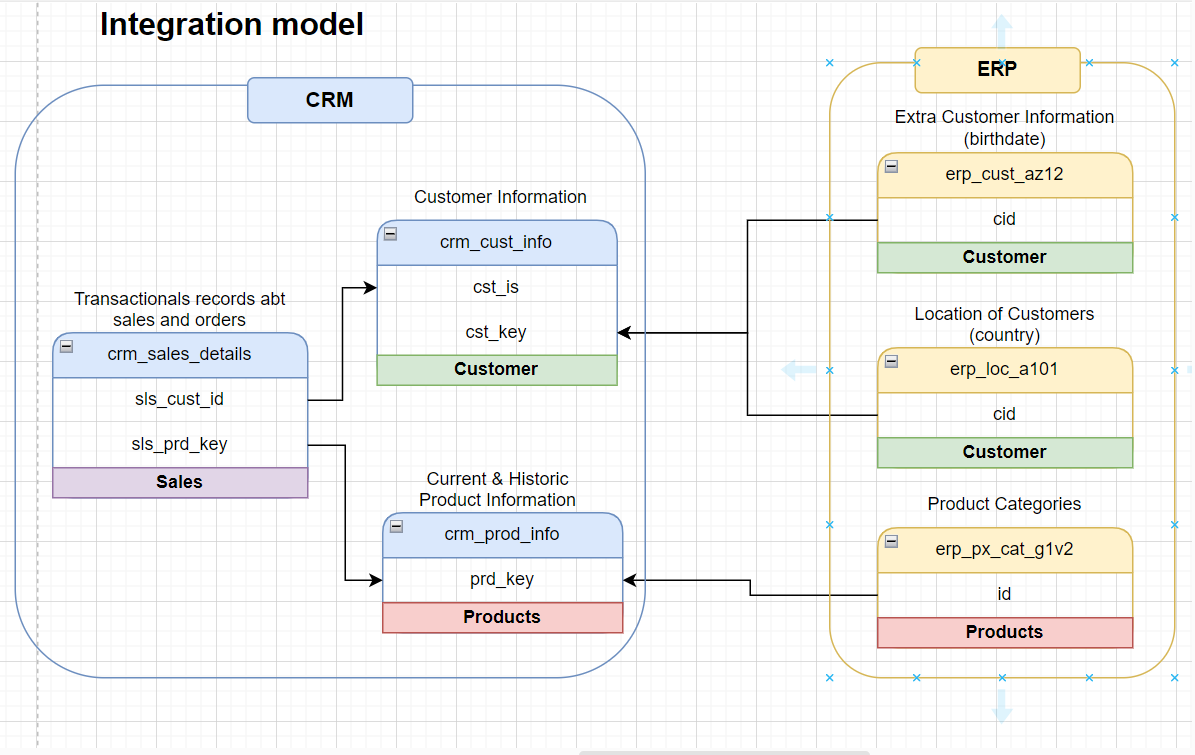 Integration model
CRM
Customer Information
crm_cust_info
cst_is
cst_key
Customer
Transactionals records abt
sales and orders
crm_sales_details
sls_cust_id
sls_prd_key
Sales
Current & Historic
Product Information
crm_prod_info
prd_key
Products
ERP
Extra Customer Information
(birthdate)
erp_cust_az12
cid
Customer
Location of Customers
(country)
erp_loc_a101
cid
Customer
Product Categories
erp_px_cat_g1v2
id
Products